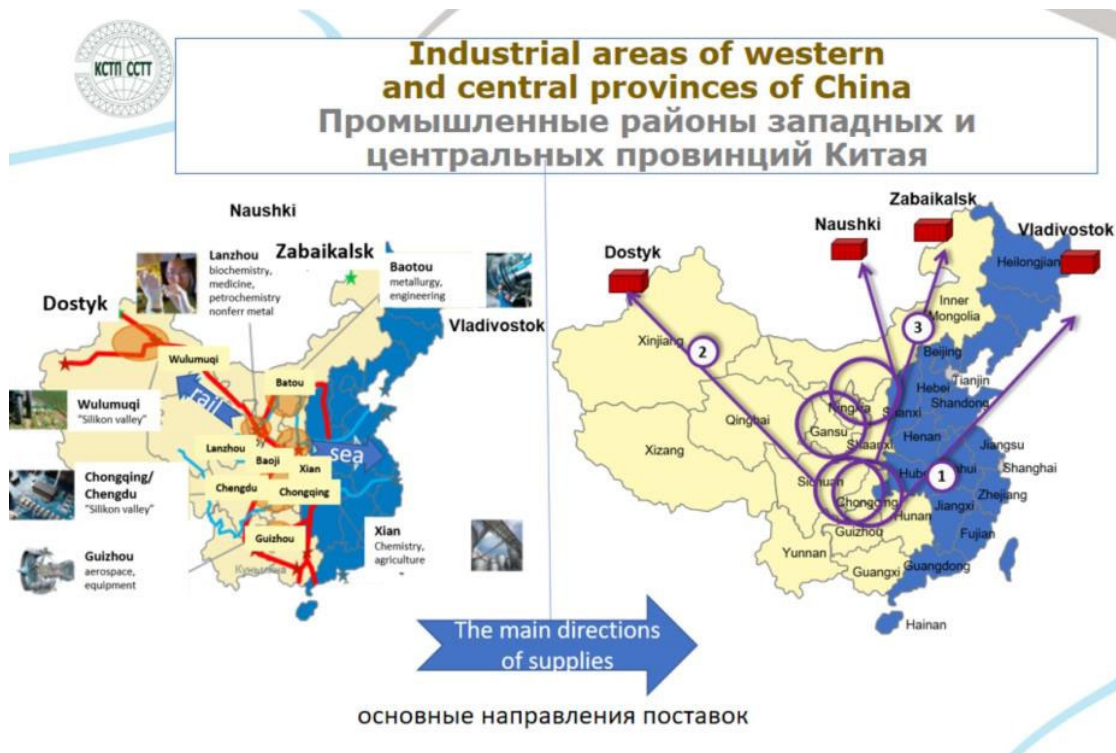 КСТП ССТТ
Industrial areas of western
and central provinces of China
Промышленные районы западных и
центральных провинций Китая
Naushki
Zabaikalsk
Dostyk
Vladivostok
Lanzhou
biochemistry,
medicine,
petrochemistry
nonferr metal
Baotou
metallurgy,
engineering
Wulumuqi
Batou
rail
Wulumuqi
"Silikon valley"
Lanzhou
Baoji
Xian
sea
Chengdu
Chongqing
Chongqing/
Chengdu
"Silikon valley"
Guizhou
Guizhou
aerospace,
equipment
Xian
Chemistry,
agriculture
Dostyk
Naushki
Zabaikalsk
Vladivostok
Heilongjian
Inner
Mongolia
3
2
Xinjiang
Beijing
Tianjin
Hebei
Shandong
Ningxia
Qinghai
Gansu
Shaanxi
Henan
Jiangsu
Xizang
Shanghai
Sichuan
1
Chongqing
Zhejiang
Jiangxi
Hunan
Guizhou
Fujian
Yunnan
Guangxi
Guangdong
Hainan
The main directions
of supplies
основные направления поставок